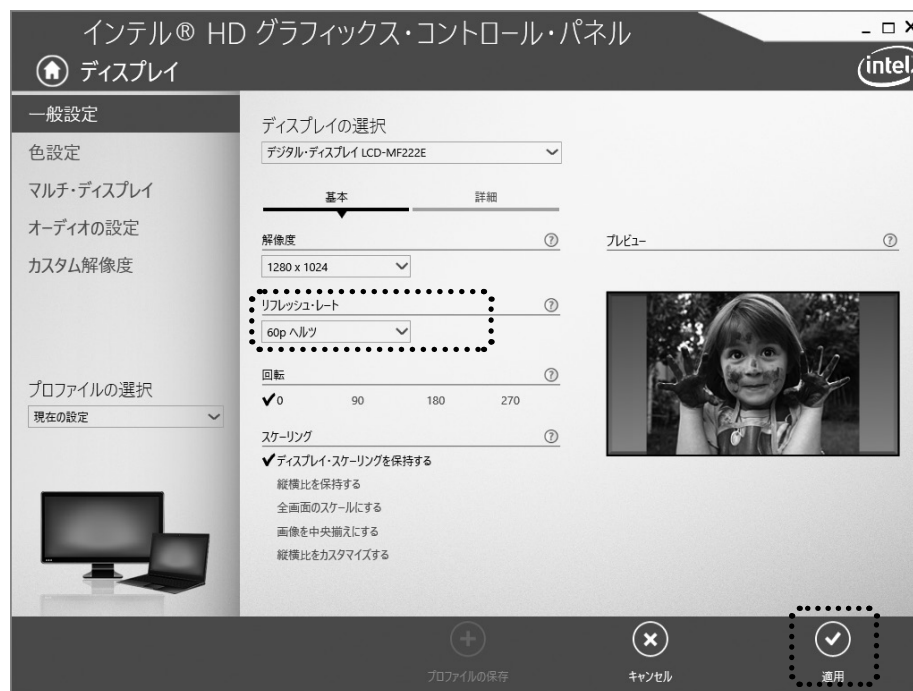 インテル® HD グラフィックス・コントロール・パネル
ディスプレイ
intel
一般設定
色設定
マルチ・ディスプレイ
オーディオの設定
カスタム解像度
プロファイルの選択
現在の設定
ディスプレイの選択
デジタル・ディスプレイ LCD-MF222E
基本 詳細
解像度 ?
1280 x 1024
リフレッシュ・レート ?
60p ヘルツ
回転 ?
0 90 180 270
スケーリング ?
ディスプレイ・スケーリングを保持する
縦横比を保持する
全画面のスケールにする
画像を中央揃えにする
縦横比をカスタマイズする
プレビュー ?
プロファイルの保存
キャンセル
適用